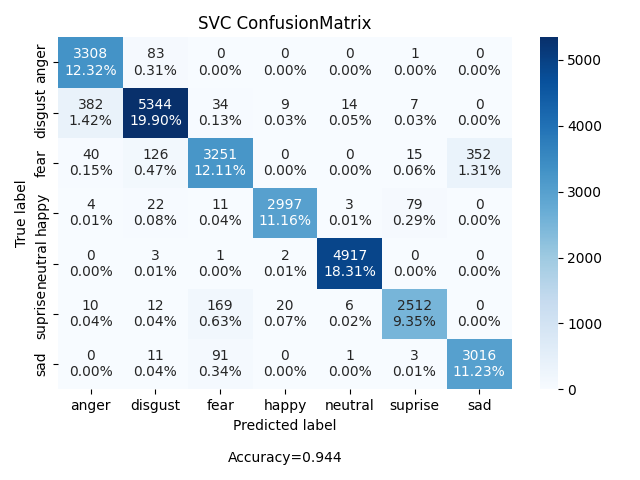 SVC ConfusionMatrix
True label
anger
3308 83 0 0 0 1 0
12.32% 0.31% 0.00% 0.00% 0.00% 0.00% 0.00%
disgust
382 5344 34 9 14 7 0
1.42% 19.90% 0.13% 0.03% 0.05% 0.03% 0.00%
fear
40 126 3251 0 0 15 352
0.15% 0.47% 12.11% 0.00% 0.00% 0.06% 1.31%
happy
4 22 11 2997 3 79 0
0.01% 0.08% 0.04% 11.16% 0.01% 0.29% 0.00%
neutral
0 3 1 2 4917 0 0
0.00% 0.01% 0.00% 0.01% 18.31% 0.00% 0.00%
suprise
10 12 169 20 6 2512 0
0.04% 0.04% 0.63% 0.07% 0.02% 9.35% 0.00%
sad
0 11 91 0 1 3 3016
0.00% 0.04% 0.34% 0.00% 0.00% 0.01% 11.23%
anger disgust fear happy neutral suprise sad
Predicted label
Accuracy=0.944
5000
4000
3000
2000
1000
0